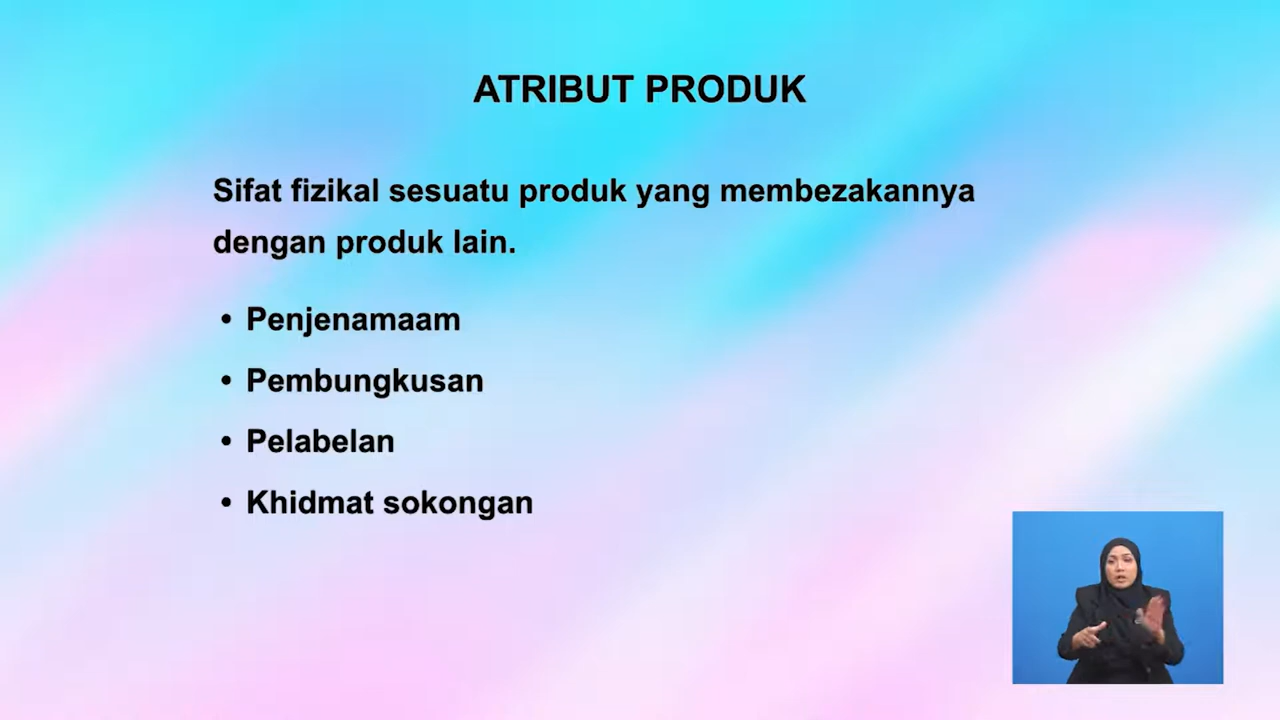 ATRIBUT PRODUK
Sifat fizikal sesuatu produk yang membezakannya
dengan produk lain.
• Penjenamaam
• Pembungkusan
• Pelabelan
• Khidmat sokongan